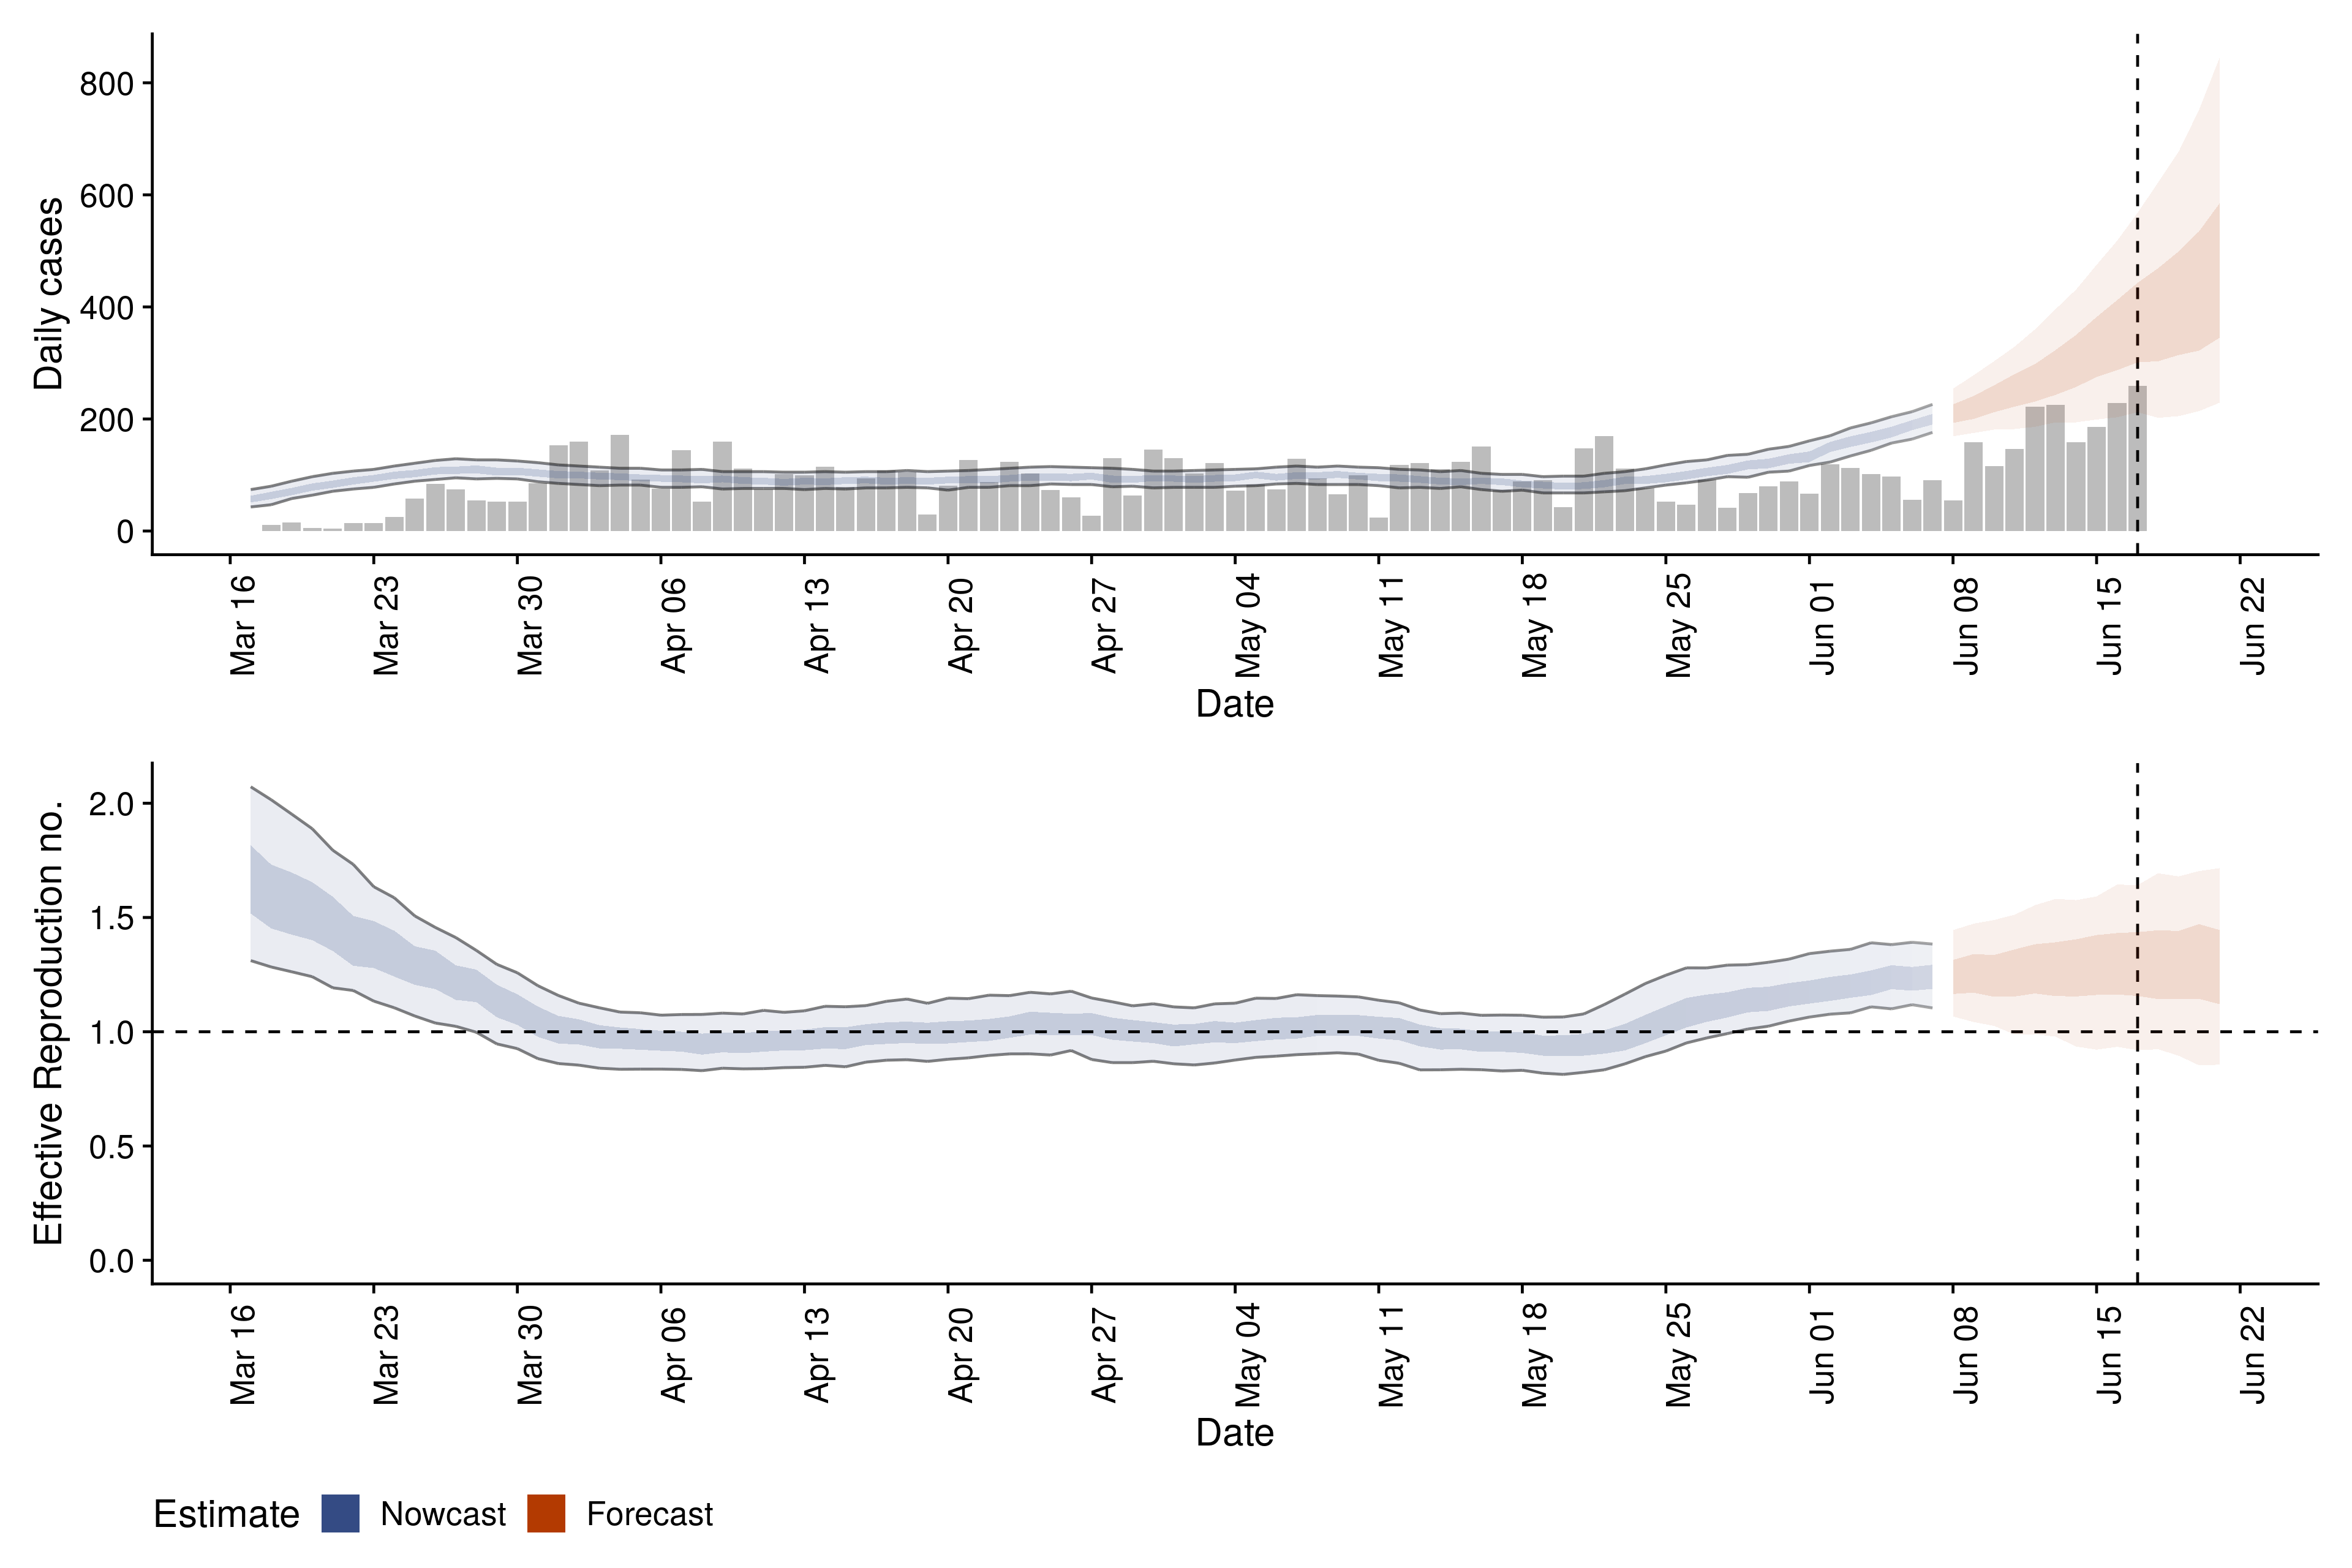 Daily cases
800
600
400
200
0
Mar 16
Mar 23
Mar 30
Apr 06
Apr 13
Apr 20
Apr 27
May 04
May 11
May 18
May 25
Jun 01
Jun 08
Jun 15
Jun 22
Date
Effective Reproduction no.
2.0
1.5
1.0
0.5
0.0
Mar 16
Mar 23
Mar 30
Apr 06
Apr 13
Apr 20
Apr 27
May 04
May 11
May 18
May 25
Jun 01
Jun 08
Jun 15
Jun 22
Date
Estimate Nowcast Forecast